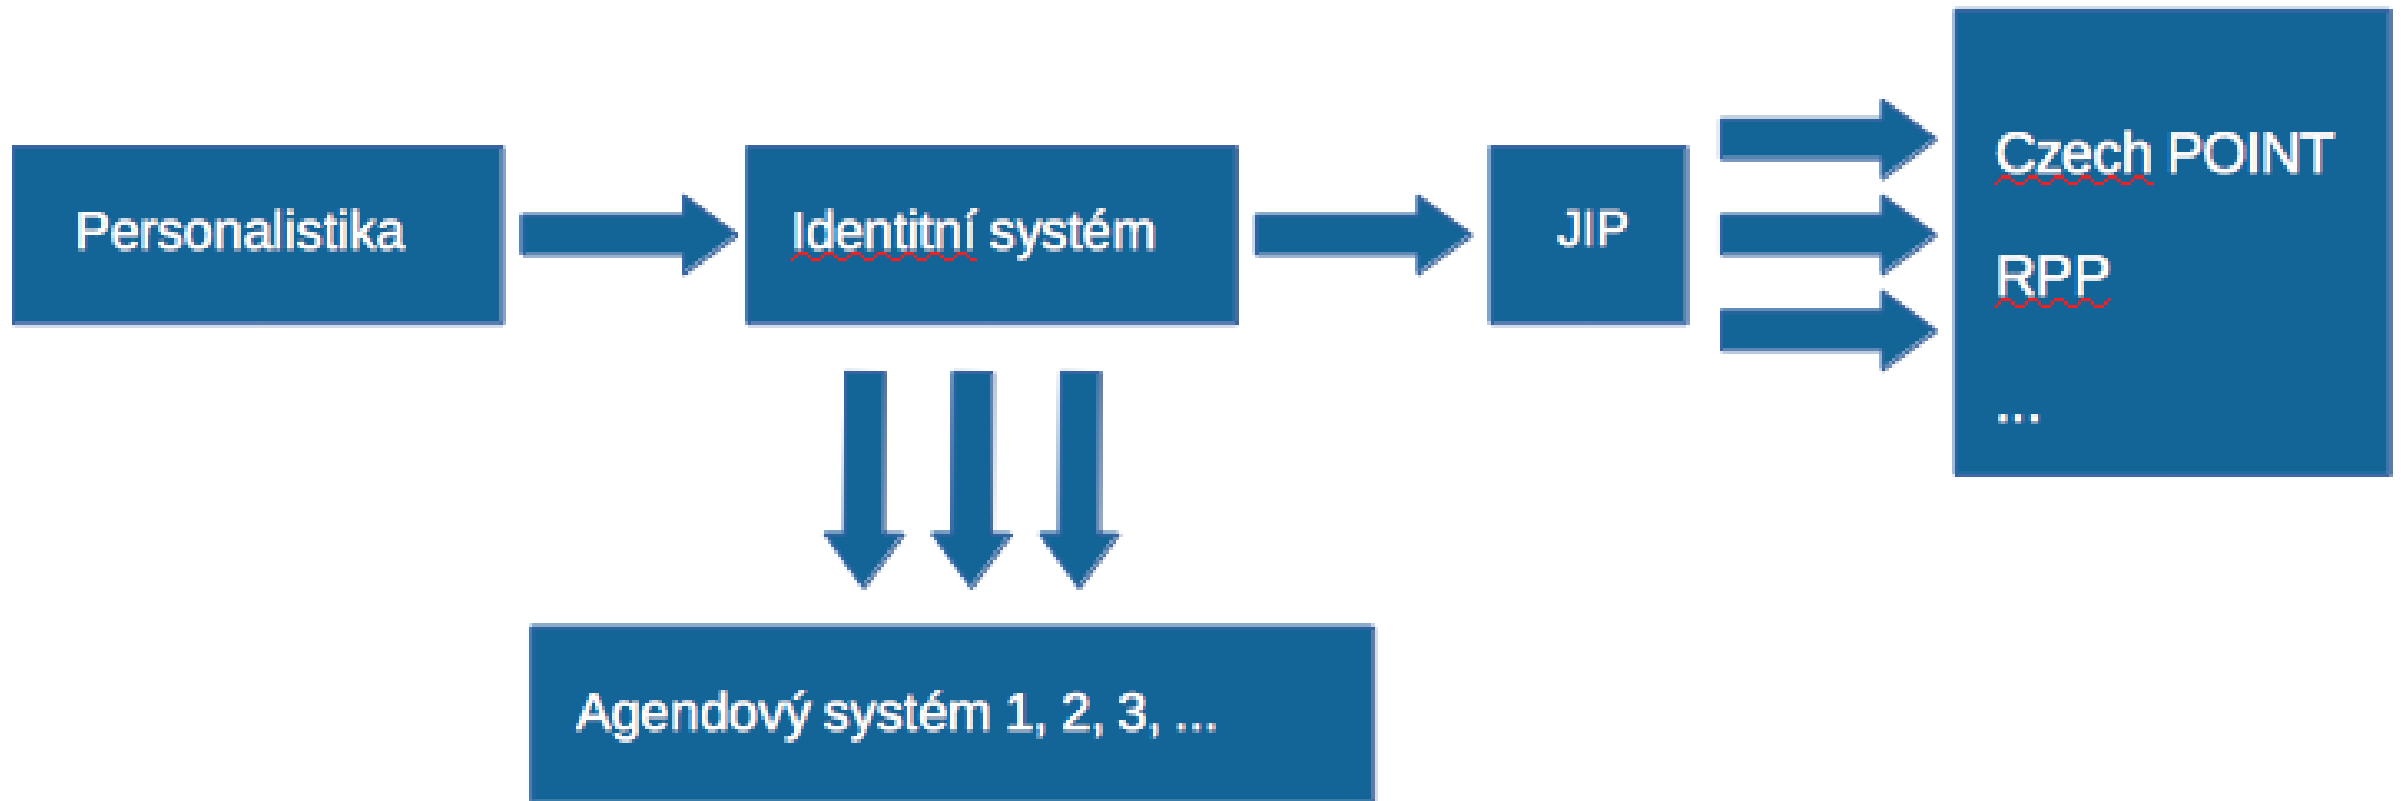 Personalistika
Identitní systém
JIP
Czech POINT
RPP
...
Agendový systém 1, 2, 3, ...